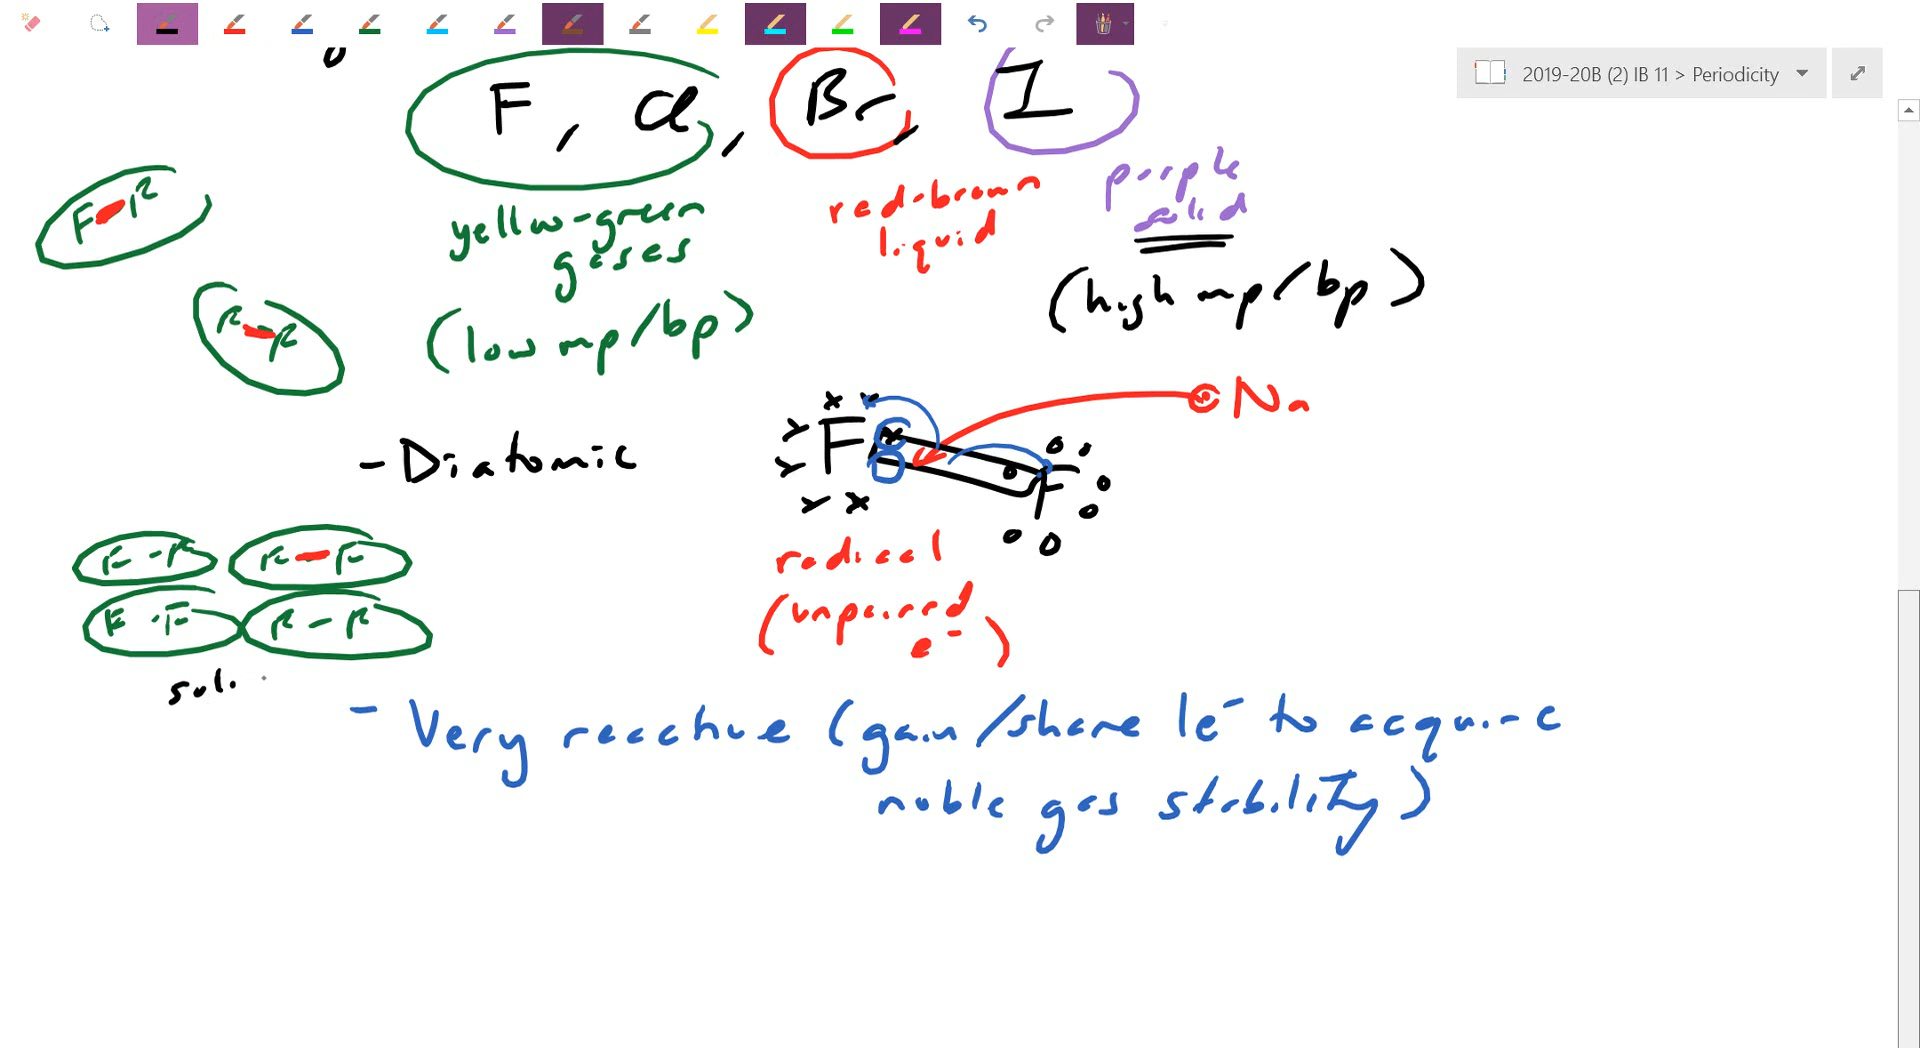 2019-20B (2) IB 11 > Periodicity
F, Cl, Br, I
yellow-green
gases
(low mp/bp)
red-brown
liquid
purple
solid
(high mp/bp)
F-F
F-F
- Diatomic
F
F
Na
F-F
F-F
F-F
F-F
radical
(unpaired
e-)
soli
- Very reactive (gain/share 1e- to acquire
noble gas stability)